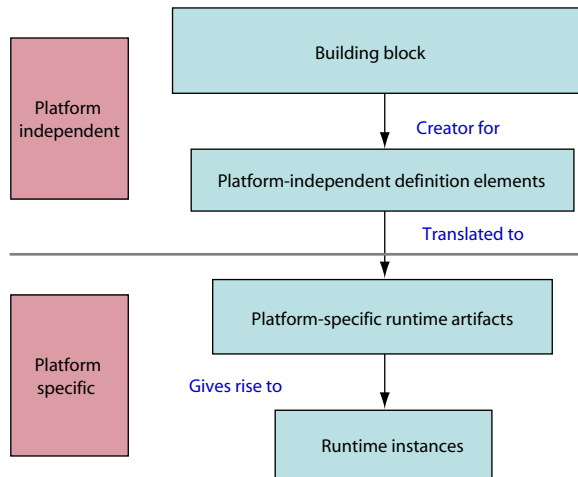 Building block
Platform
independent
Creator for
Platform-independent definition elements
Translated to
Platform-specific runtime artifacts
Platform
specific
Gives rise to
Runtime instances